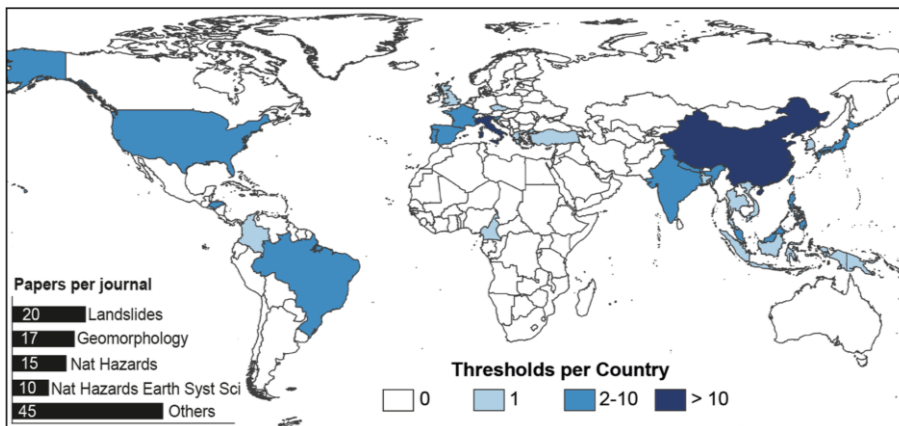 Papers per journal
20 Landslides
17 Geomorphology
15 Nat Hazards
10 Nat Hazards Earth Syst Sci
45 Others
Thresholds per Country
0 1 2-10 > 10